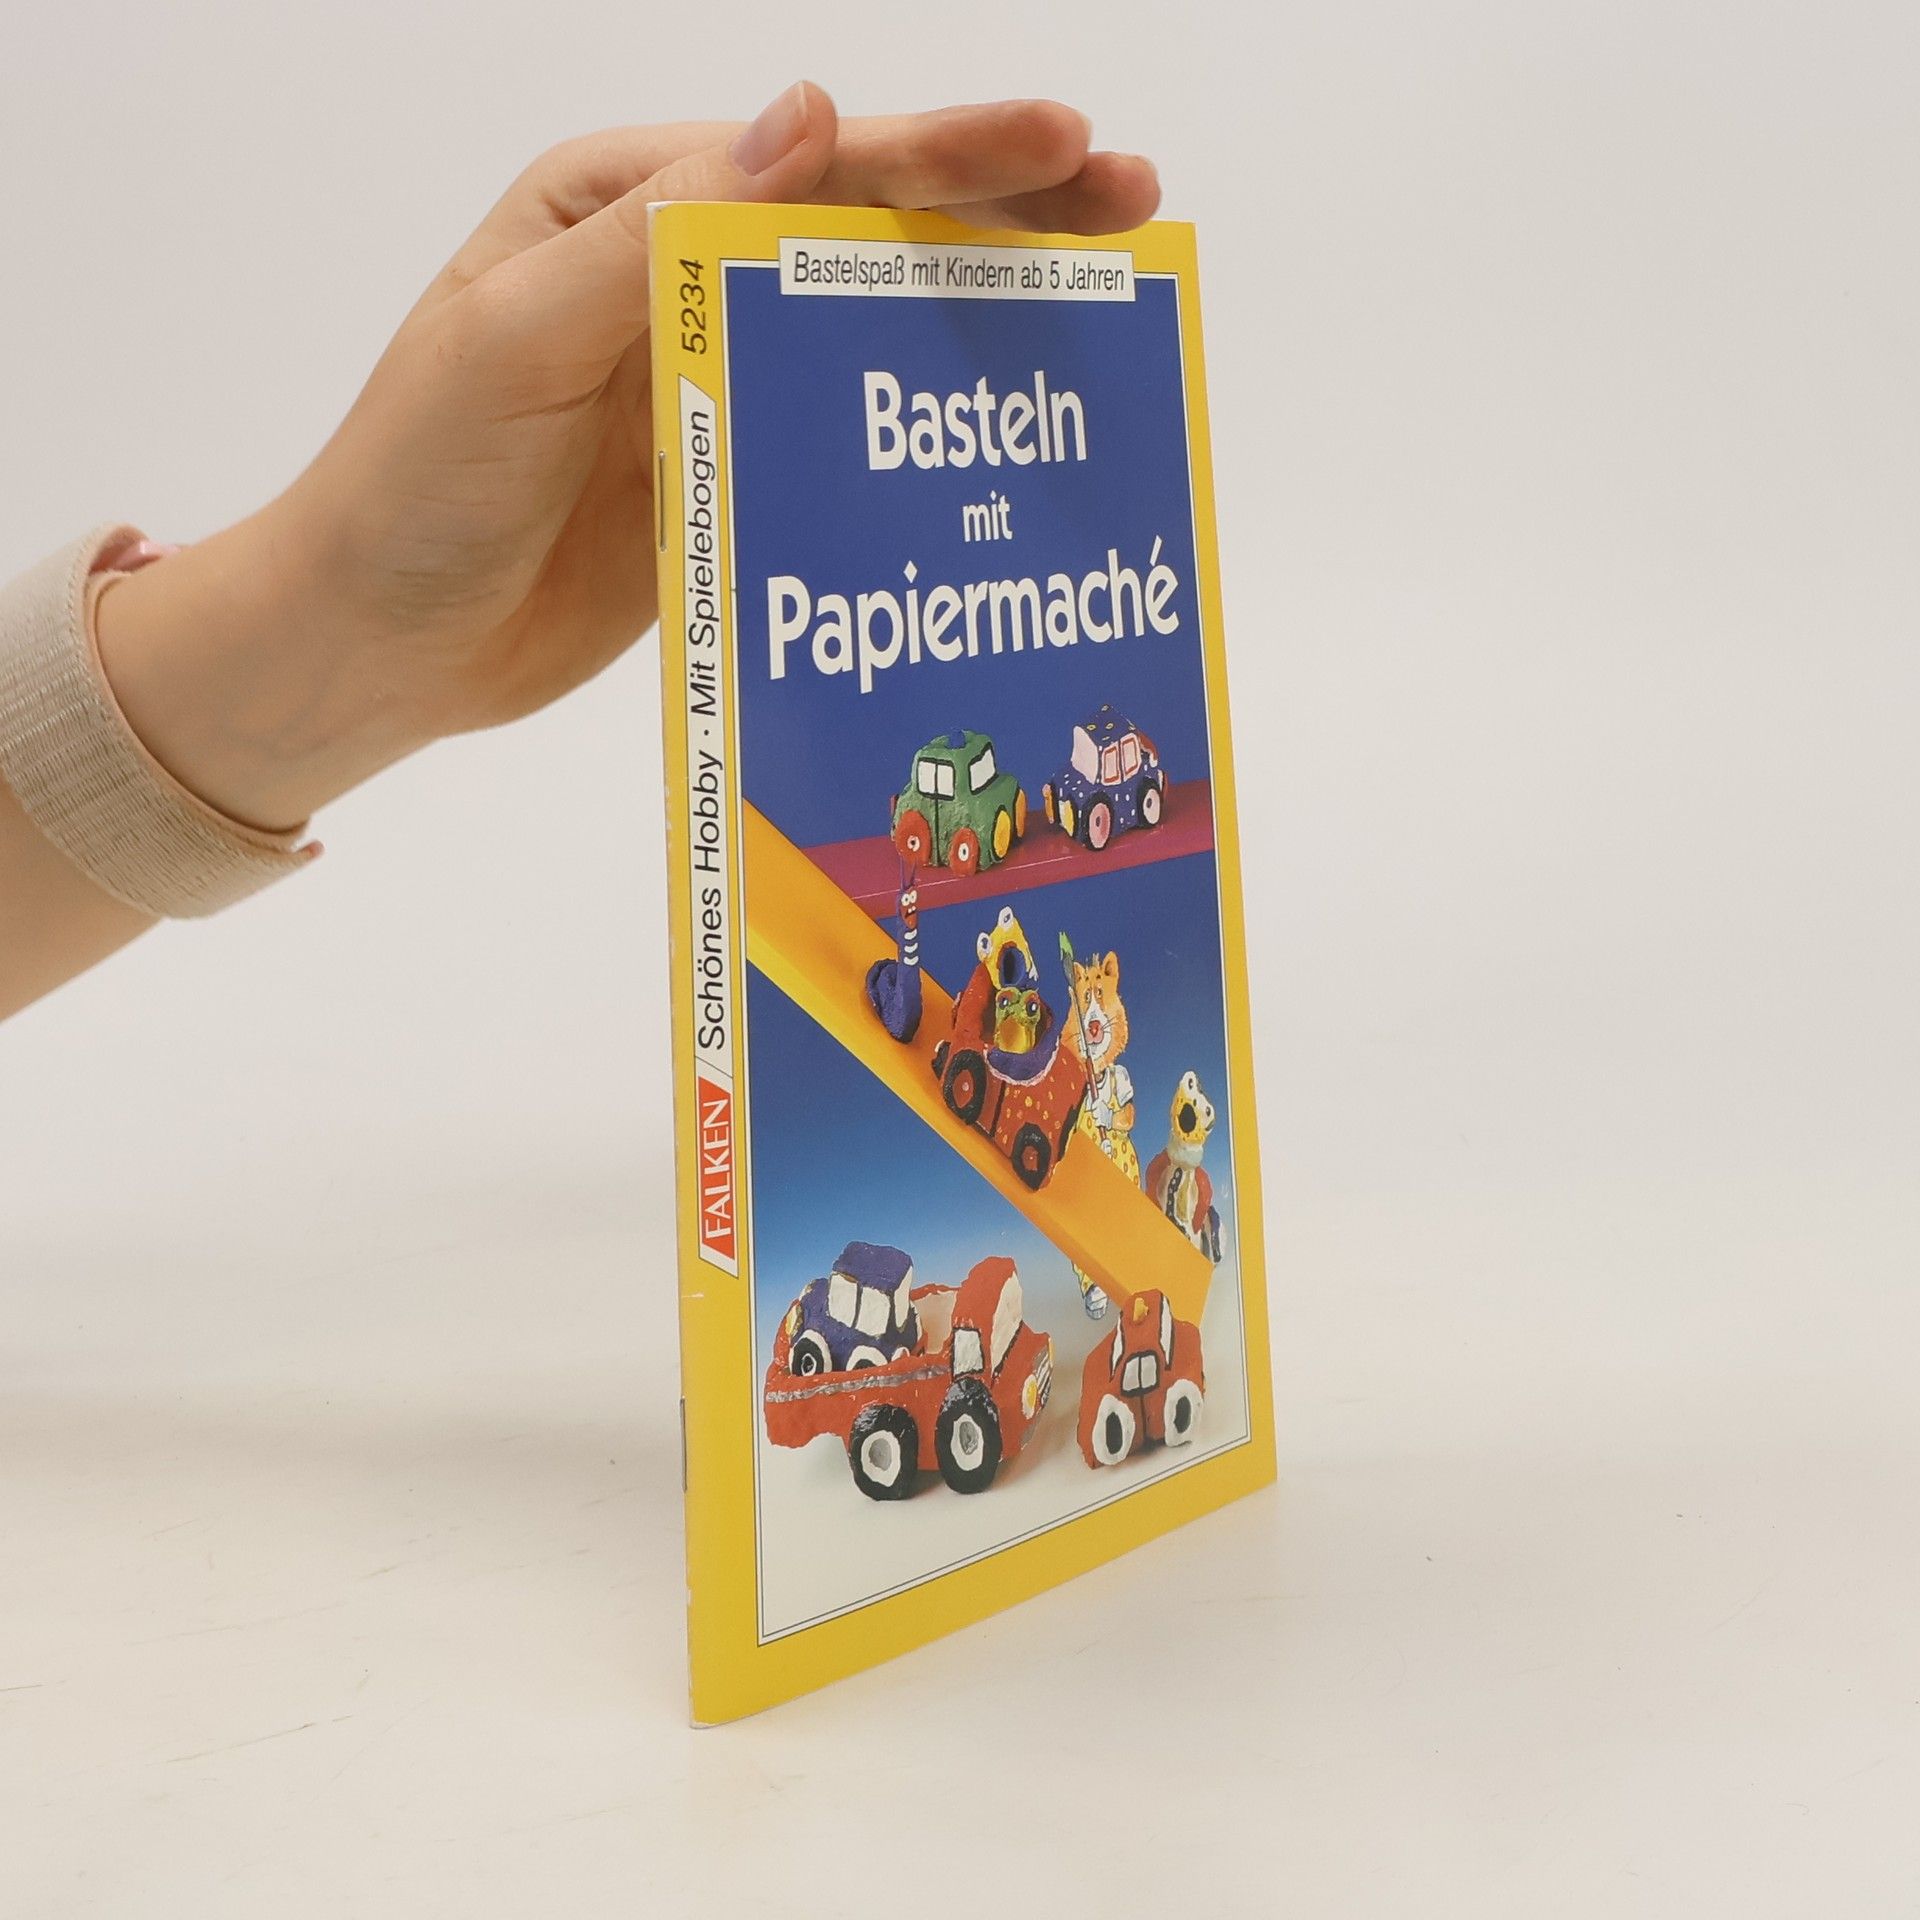 Bastelspaß mit Kindern ab 5 Jahren
Basteln
mit
Papiermaché
5234
Schönes Hobby · Mit Spielebogen
FALKEN